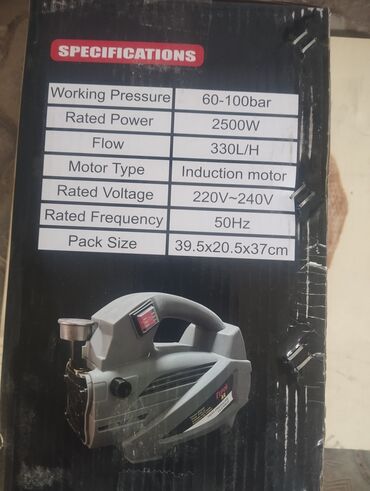 SPECIFICATIONS
Working Pressure 60-100bar
Rated Power 2500W
Flow 330L/H
Motor Type Induction motor
Rated Voltage 220V~240V
Rated Frequency 50Hz
Pack Size 39.5x20.5x37cm